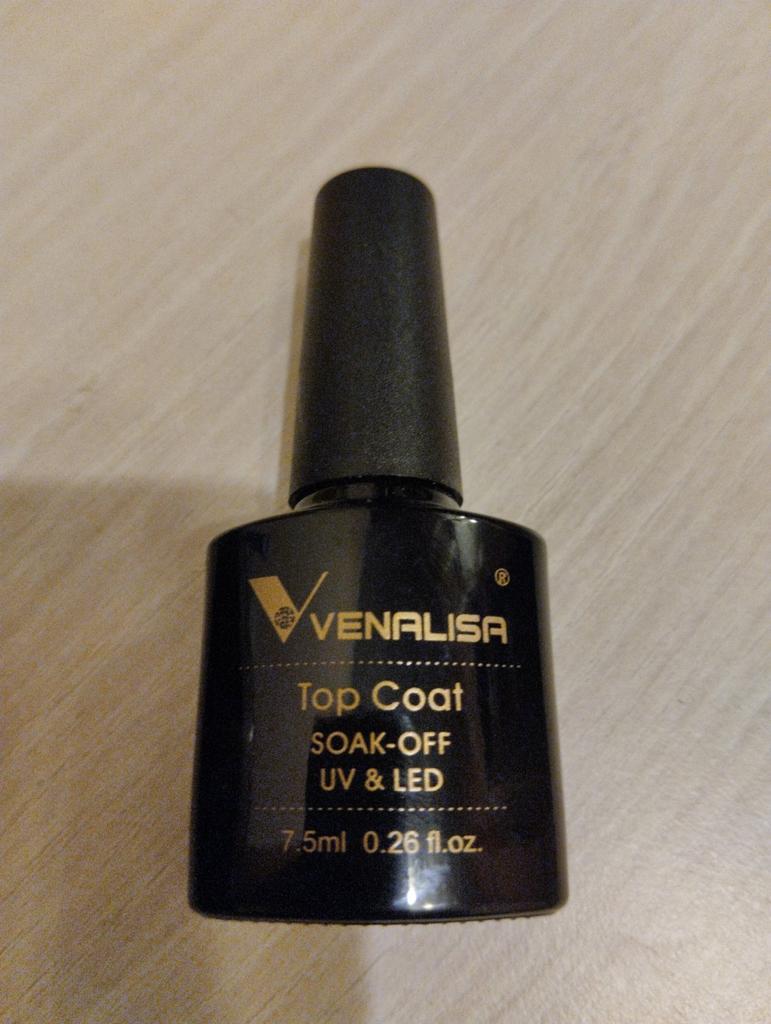 ®
VENALISA
Top Coat
SOAK-OFF
UV & LED
7.5ml 0.26 fl.oz.